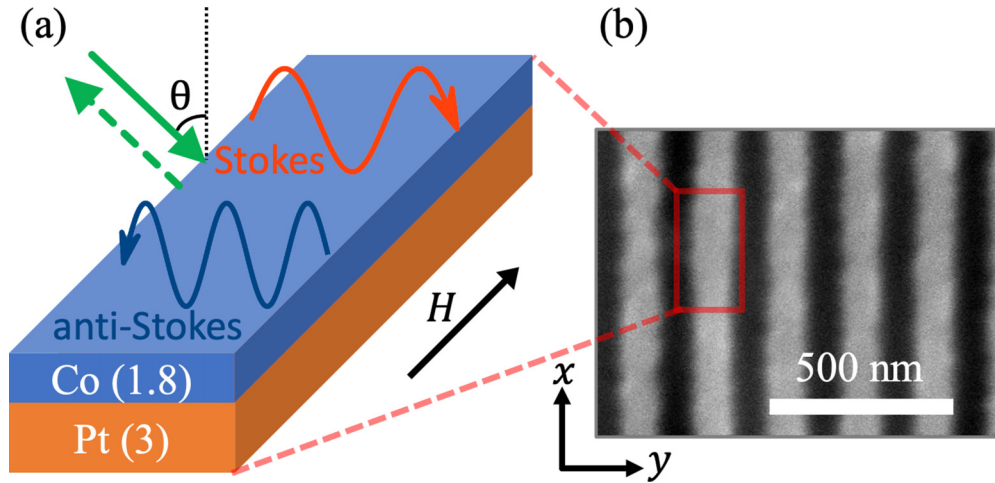 (a)
θ
Stokes
anti-Stokes
H
Co (1.8)
Pt (3)
(b)
500 nm
x
y